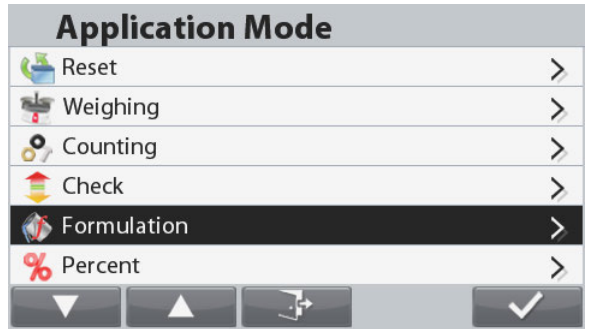 Application Mode
Reset
Weighing
Counting
Check
Formulation
Percent